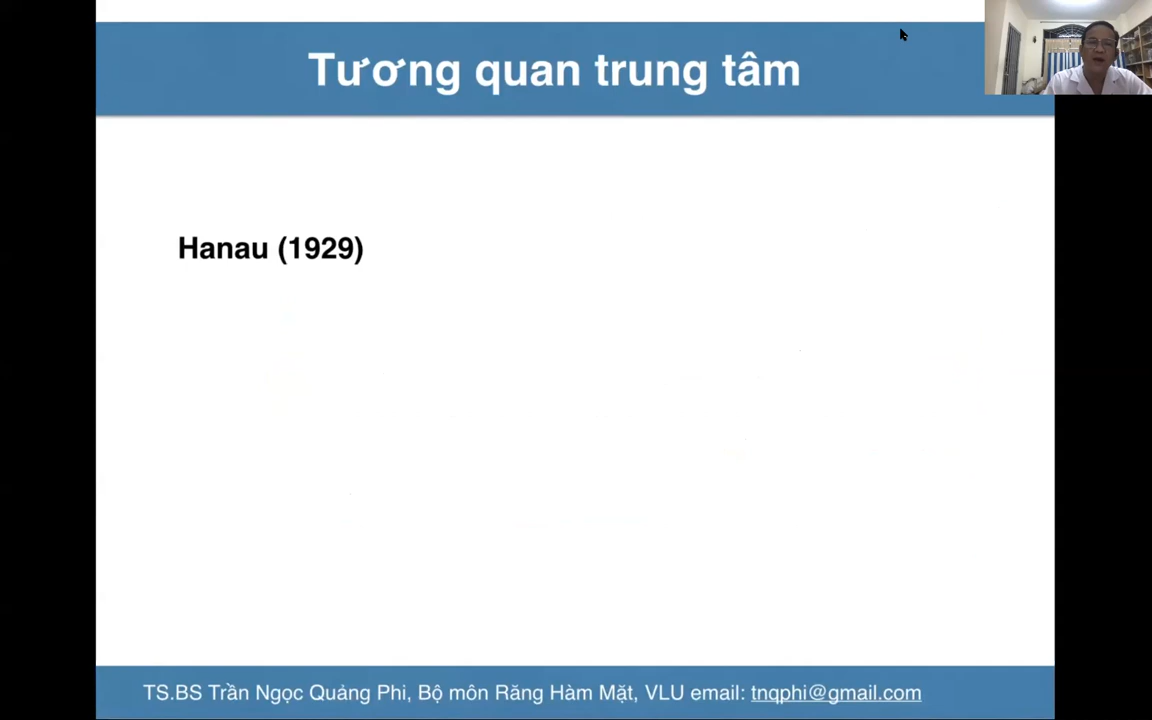 Tương quan trung tâm
Hanau (1929)
TS.BS Trần Ngọc Quảng Phi, Bộ môn Răng Hàm Mặt, VLU email: tnqphi@gmail.com